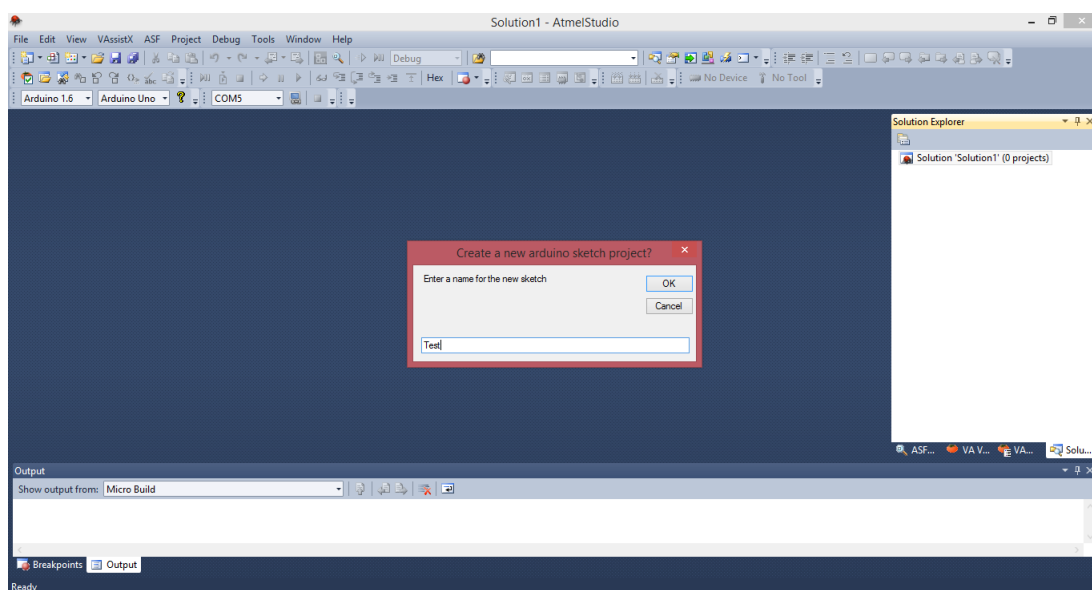 Solution1 - AtmelStudio
File Edit View VAssistX ASF Project Debug Tools Window Help
Debug
Hex No Device No Tool
Arduino 1.6 Arduino Uno COM5
Solution Explorer
Solution 'Solution1' (0 projects)
Create a new arduino sketch project?
Enter a name for the new sketch
OK
Cancel
Test
ASF... VA V... VA... Solu...
Output
Show output from: Micro Build
Breakpoints Output
Ready